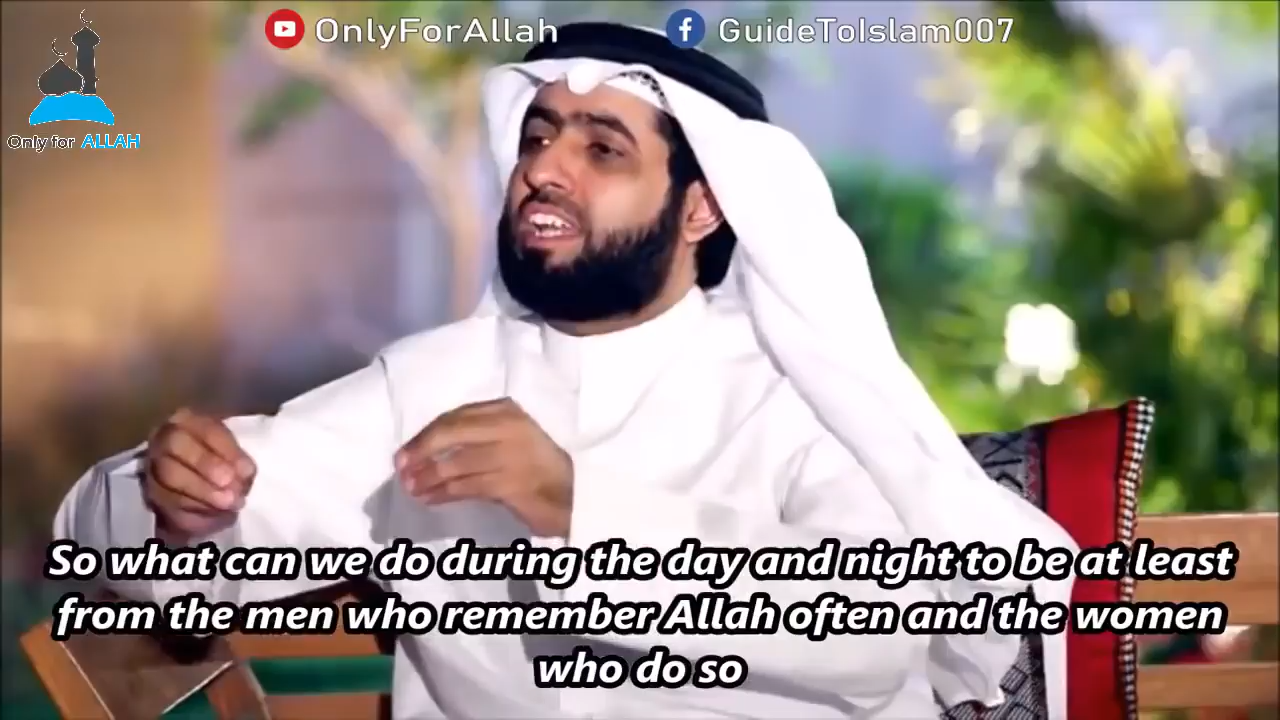 OnlyForAllah GuideToIslam007
Only for ALLAH
So what can we do during the day and night to be at least
from the men who remember Allah often and the women
who do so